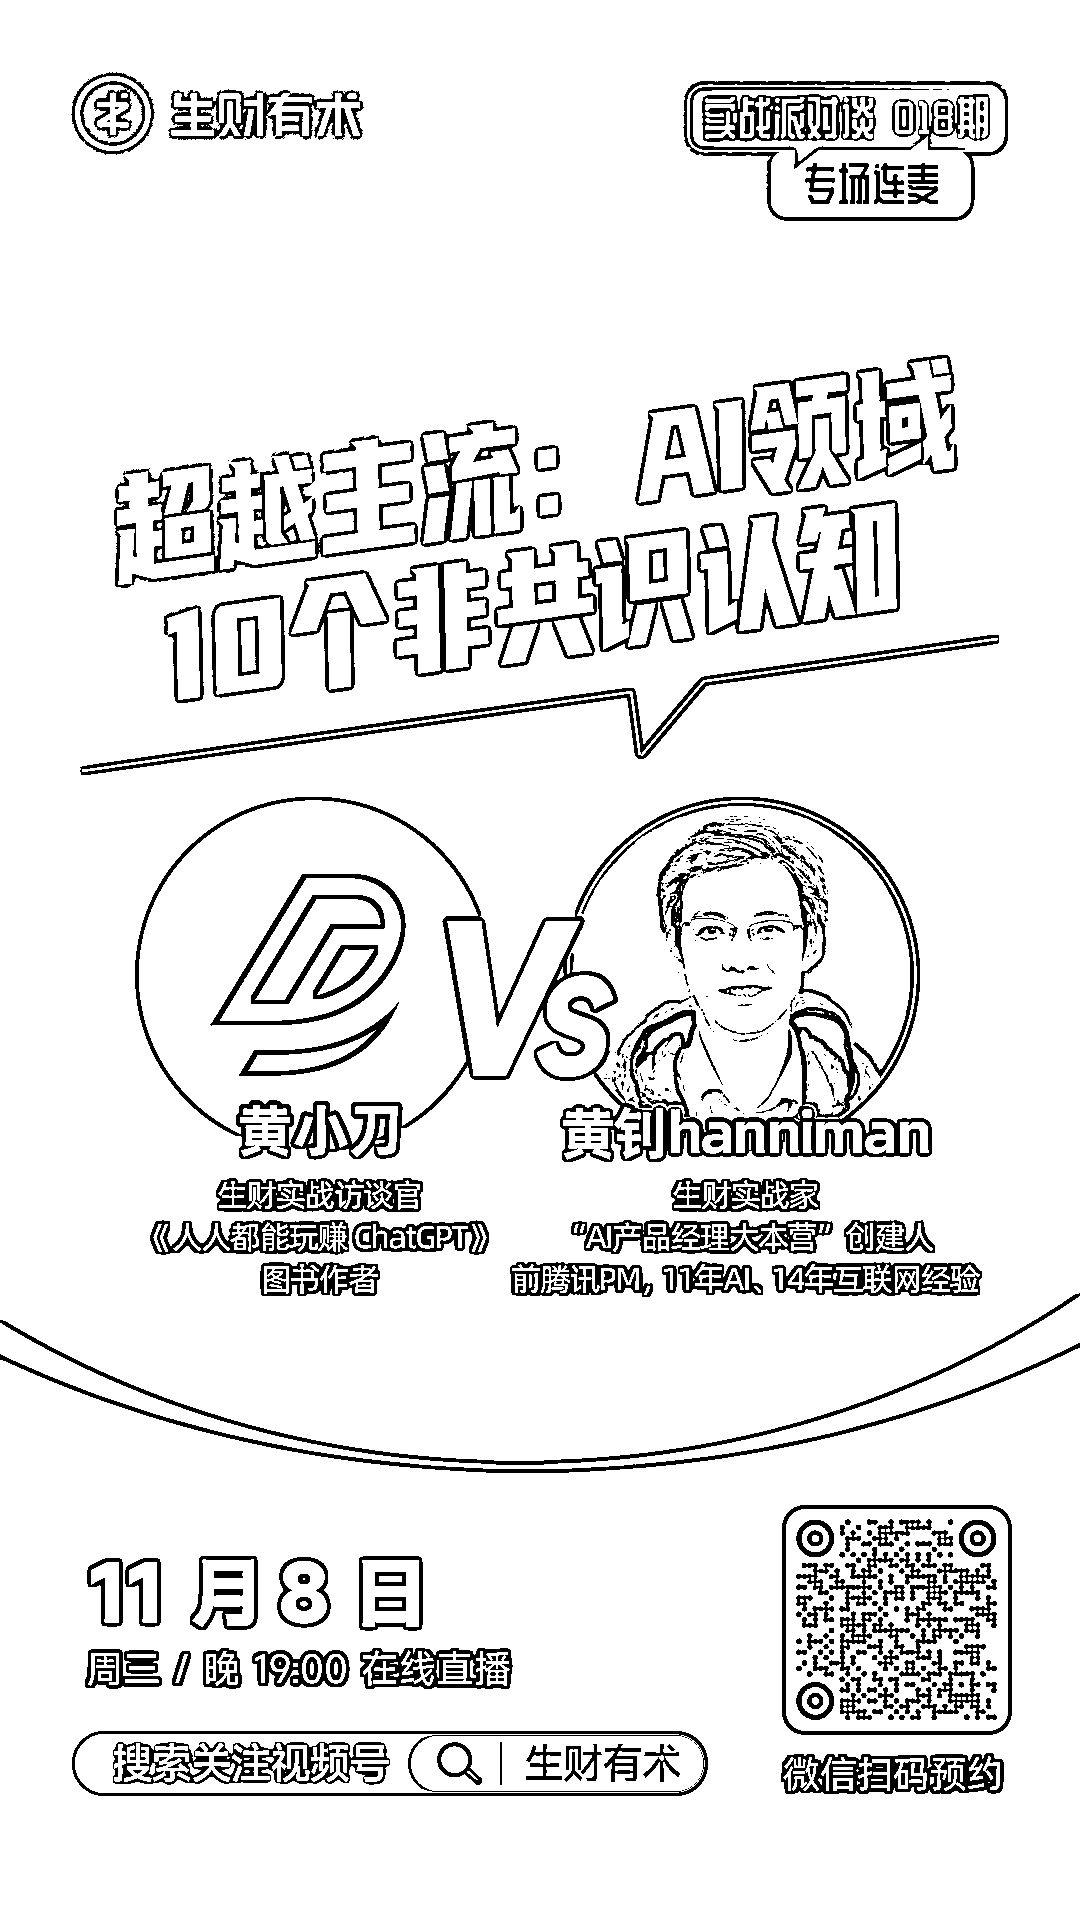 术 生财有术
实战派对谈 018期
专场连麦
超越主流：AI领域
10个非共识认知
Vs
黄小刀
生财实战访谈官
《人人都能玩赚 ChatGPT》
图书作者
黄钊hanniman
生财实战家
“AI产品经理大本营”创建人
前腾讯PM，11年AI、14年互联网经验
11 月 8 日
周三 / 晚 19:00 在线直播
搜索关注视频号 生财有术
微信扫码预约